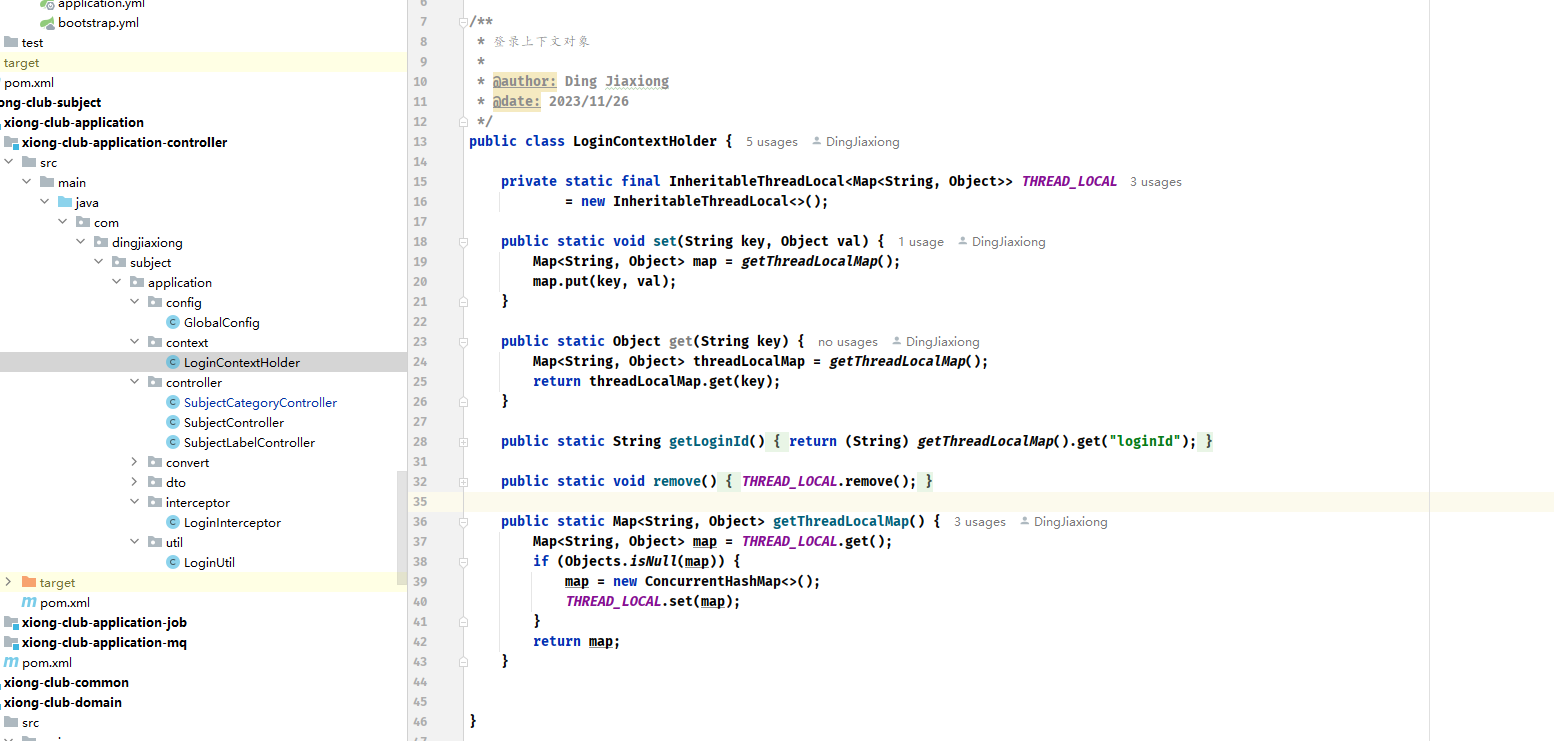 application.yml
bootstrap.yml
test
target
pom.xml
ong-club-subject
xiong-club-application
xiong-club-application-controller
src
main
java
com
dingjiaxiong
subject
application
config
GlobalConfig
context
LoginContextHolder
controller
SubjectCategoryController
SubjectController
SubjectLabelController
convert
dto
interceptor
LoginInterceptor
util
LoginUtil
target
pom.xml
xiong-club-application-job
xiong-club-application-mq
pom.xml
xiong-club-common
xiong-club-domain
src
6
7 /**
8 * 登录上下文对象
9 *
10 * @author: Ding Jiaxiong
11 * @date: 2023/11/26
12 */
13 public class LoginContextHolder { 5 usages DingJiaxiong
14
15 private static final InheritableThreadLocal<Map<String, Object>> THREAD_LOCAL 3 usages
16 = new InheritableThreadLocal<>();
17
18 public static void set(String key, Object val) { 1 usage DingJiaxiong
19 Map<String, Object> map = getThreadLocalMap();
20 map.put(key, val);
21 }
22
23 public static Object get(String key) { no usages DingJiaxiong
24 Map<String, Object> threadLocalMap = getThreadLocalMap();
25 return threadLocalMap.get(key);
26 }
27
28 public static String getLoginId() { return (String) getThreadLocalMap().get("loginId"); }
31
32 public static void remove() { THREAD_LOCAL.remove(); }
35
36 public static Map<String, Object> getThreadLocalMap() { 3 usages DingJiaxiong
37 Map<String, Object> map = THREAD_LOCAL.get();
38 if (Objects.isNull(map)) {
39 map = new ConcurrentHashMap<>();
40 THREAD_LOCAL.set(map);
41 }
42 return map;
43 }
44
45
46 }
47